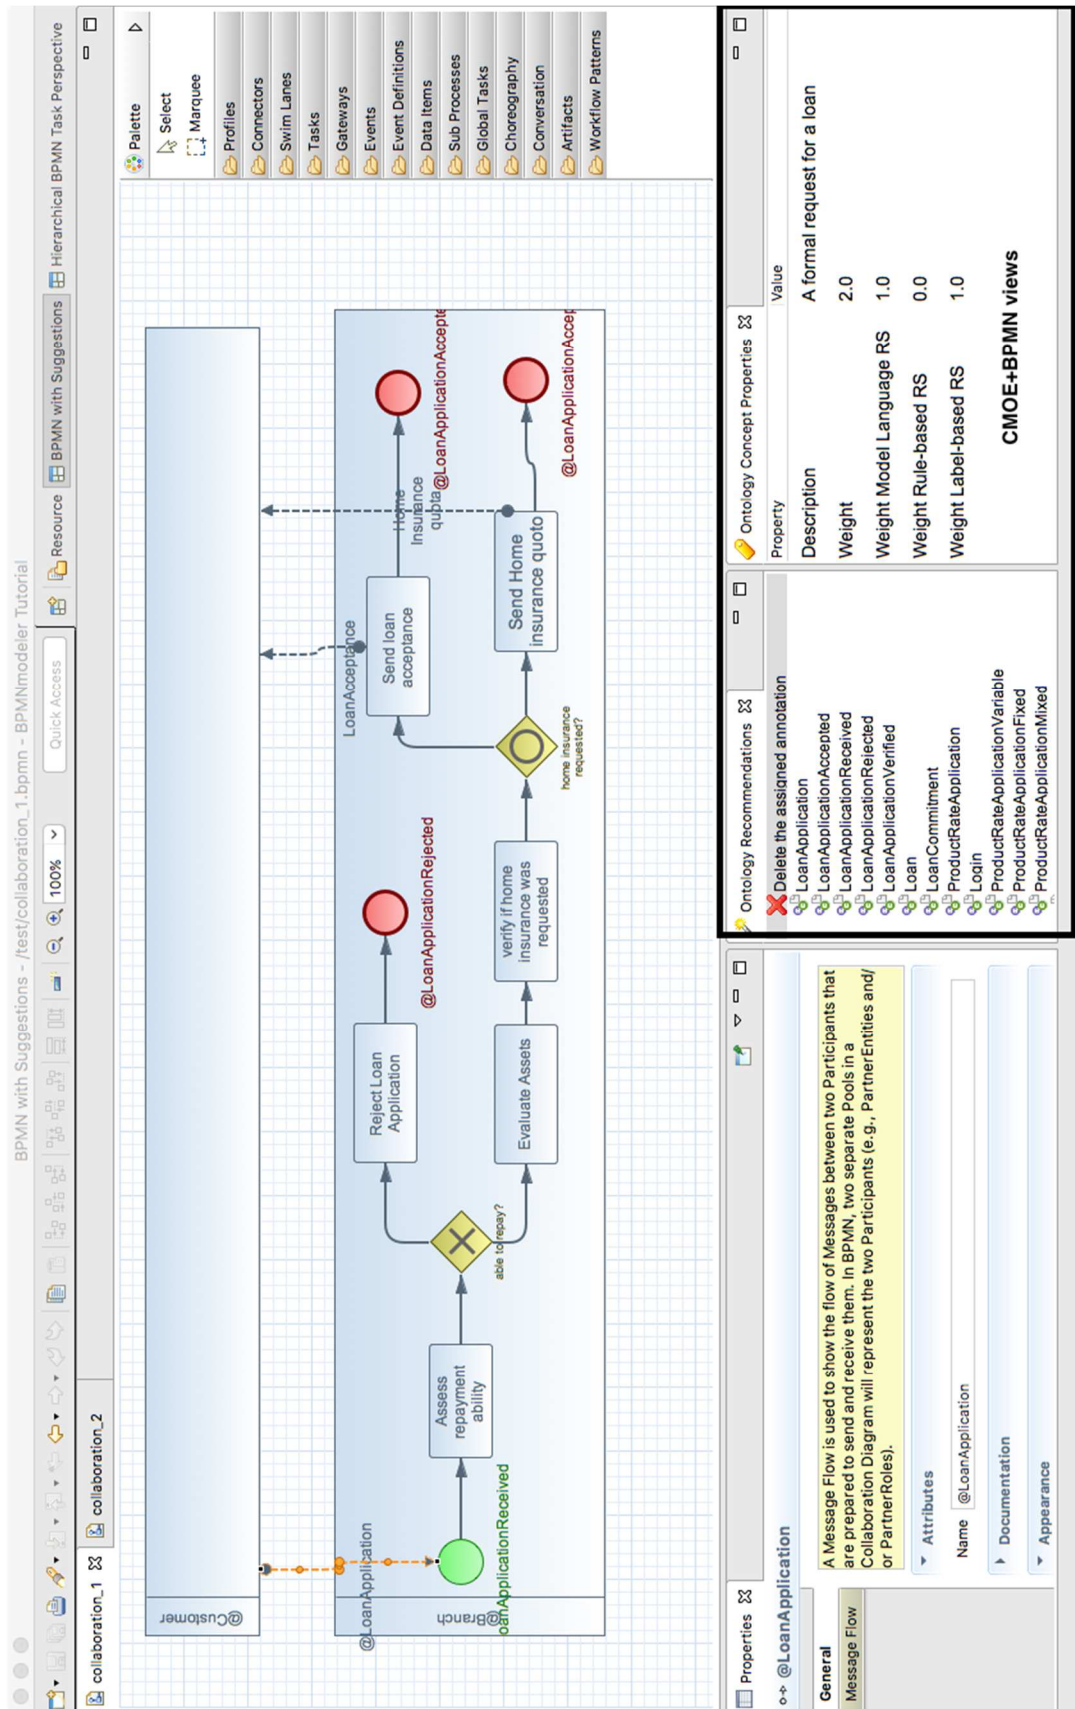 BPMN with Suggestions - /test/collaboration_1.bpmn - BPMNmodeler Tutorial
100%
Quick Access
Resource
BPMN with Suggestions
Hierarchical BPMN Task Perspective
collaboration_1
collaboration_2
@Customer
@Branch
@LoanApplication
oanApplicationReceived
Assess
repayment
ability
able to repay?
Reject Loan
Application
@LoanApplicationRejected
Evaluate Assets
verify if home
insurance was
requested
home insurance
requested?
LoanAcceptance
Send loan
acceptance
Home
Insurance
quota
@LoanApplicationAccepte
Send Home
insurance quoto
@LoanApplicationAccep
Palette
Select
Marquee
Profiles
Connectors
Swim Lanes
Tasks
Gateways
Events
Event Definitions
Data Items
Sub Processes
Global Tasks
Choreography
Conversation
Artifacts
Workflow Patterns
Properties
@LoanApplication
General
Message Flow
A Message Flow is used to show the flow of Messages between two Participants that
are prepared to send and receive them. In BPMN, two separate Pools in a
Collaboration Diagram will represent the two Participants (e.g., PartnerEntities and/
or PartnerRoles).
Attributes
Name @LoanApplication
Documentation
Appearance
Ontology Recommendations
Delete the assigned annotation
LoanApplication
LoanApplicationAccepted
LoanApplicationReceived
LoanApplicationRejected
LoanApplicationVerified
Loan
LoanCommitment
ProductRateApplication
Login
ProductRateApplicationVariable
ProductRateApplicationFixed
ProductRateApplicationMixed
Ontology Concept Properties
Property Value
Description A formal request for a loan
Weight 2.0
Weight Model Language RS 1.0
Weight Rule-based RS 0.0
Weight Label-based RS 1.0
CMOE+BPMN views